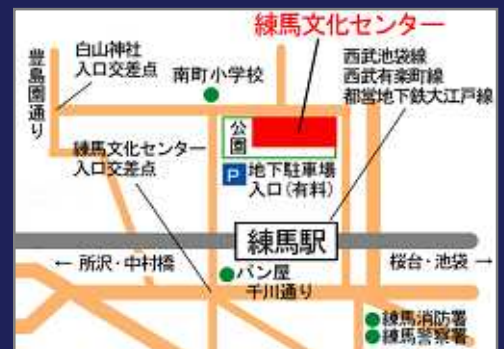 練馬文化センター
白山神社
入口交差点
豊島園通り
南町小学校
西武池袋線
西武有楽町線
都営地下鉄大江戸線
公園
練馬文化センター
入口交差点
P 地下駐車場
入口(有料)
練馬駅
← 所沢・中村橋
パン屋
桜台・池袋 →
千川通り
練馬消防署
練馬警察署